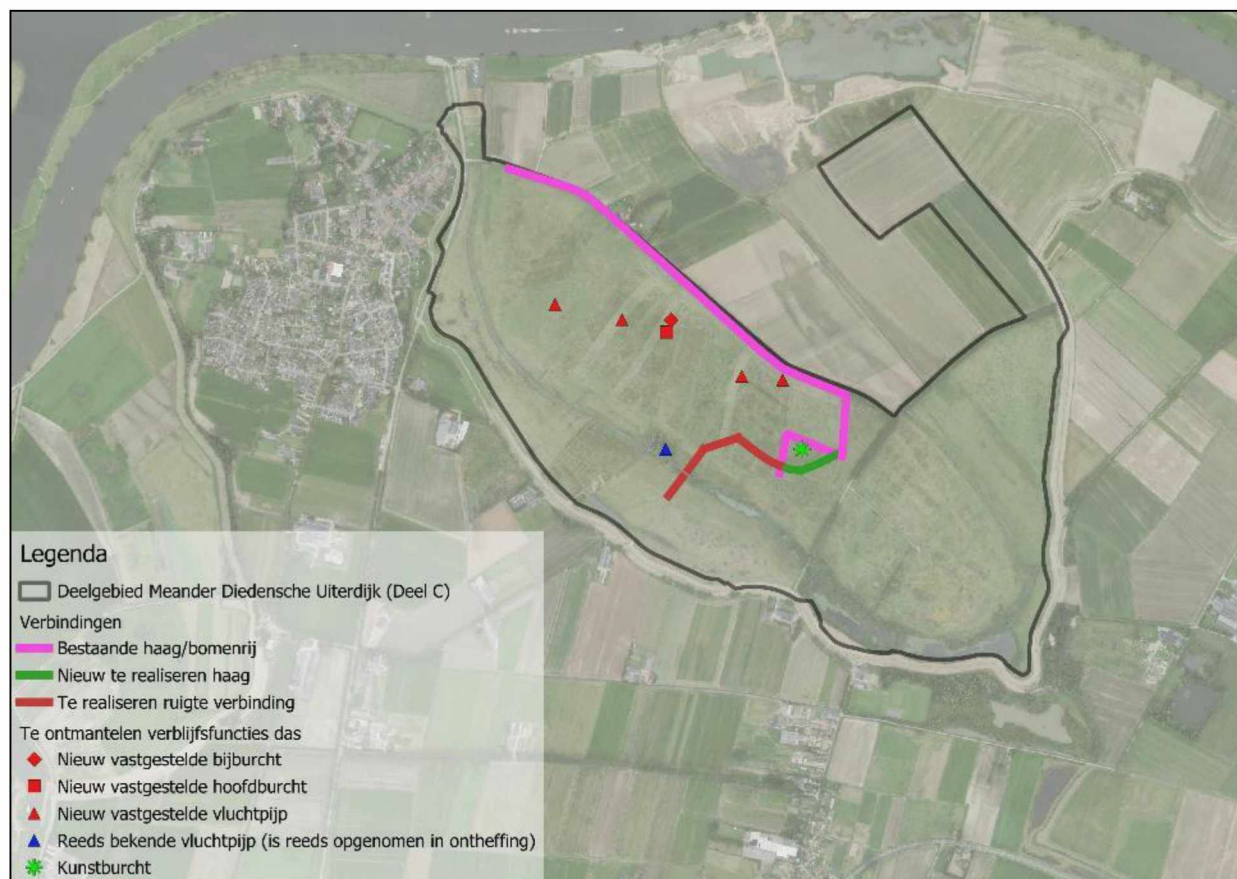 Legenda
Deelgebied Meander Diedensche Uiterdijk (Deel C)
Verbindingen
Bestaande haag/bomenrij
Nieuw te realiseren haag
Te realiseren ruigte verbinding
Te ontmantelen verblijfsfuncties das
Nieuw vastgestelde bijburcht
Nieuw vastgestelde hoofdburcht
Nieuw vastgestelde vluchtpijp
Reeds bekende vluchtpijp (is reeds opgenomen in ontheffing)
Kunstburcht